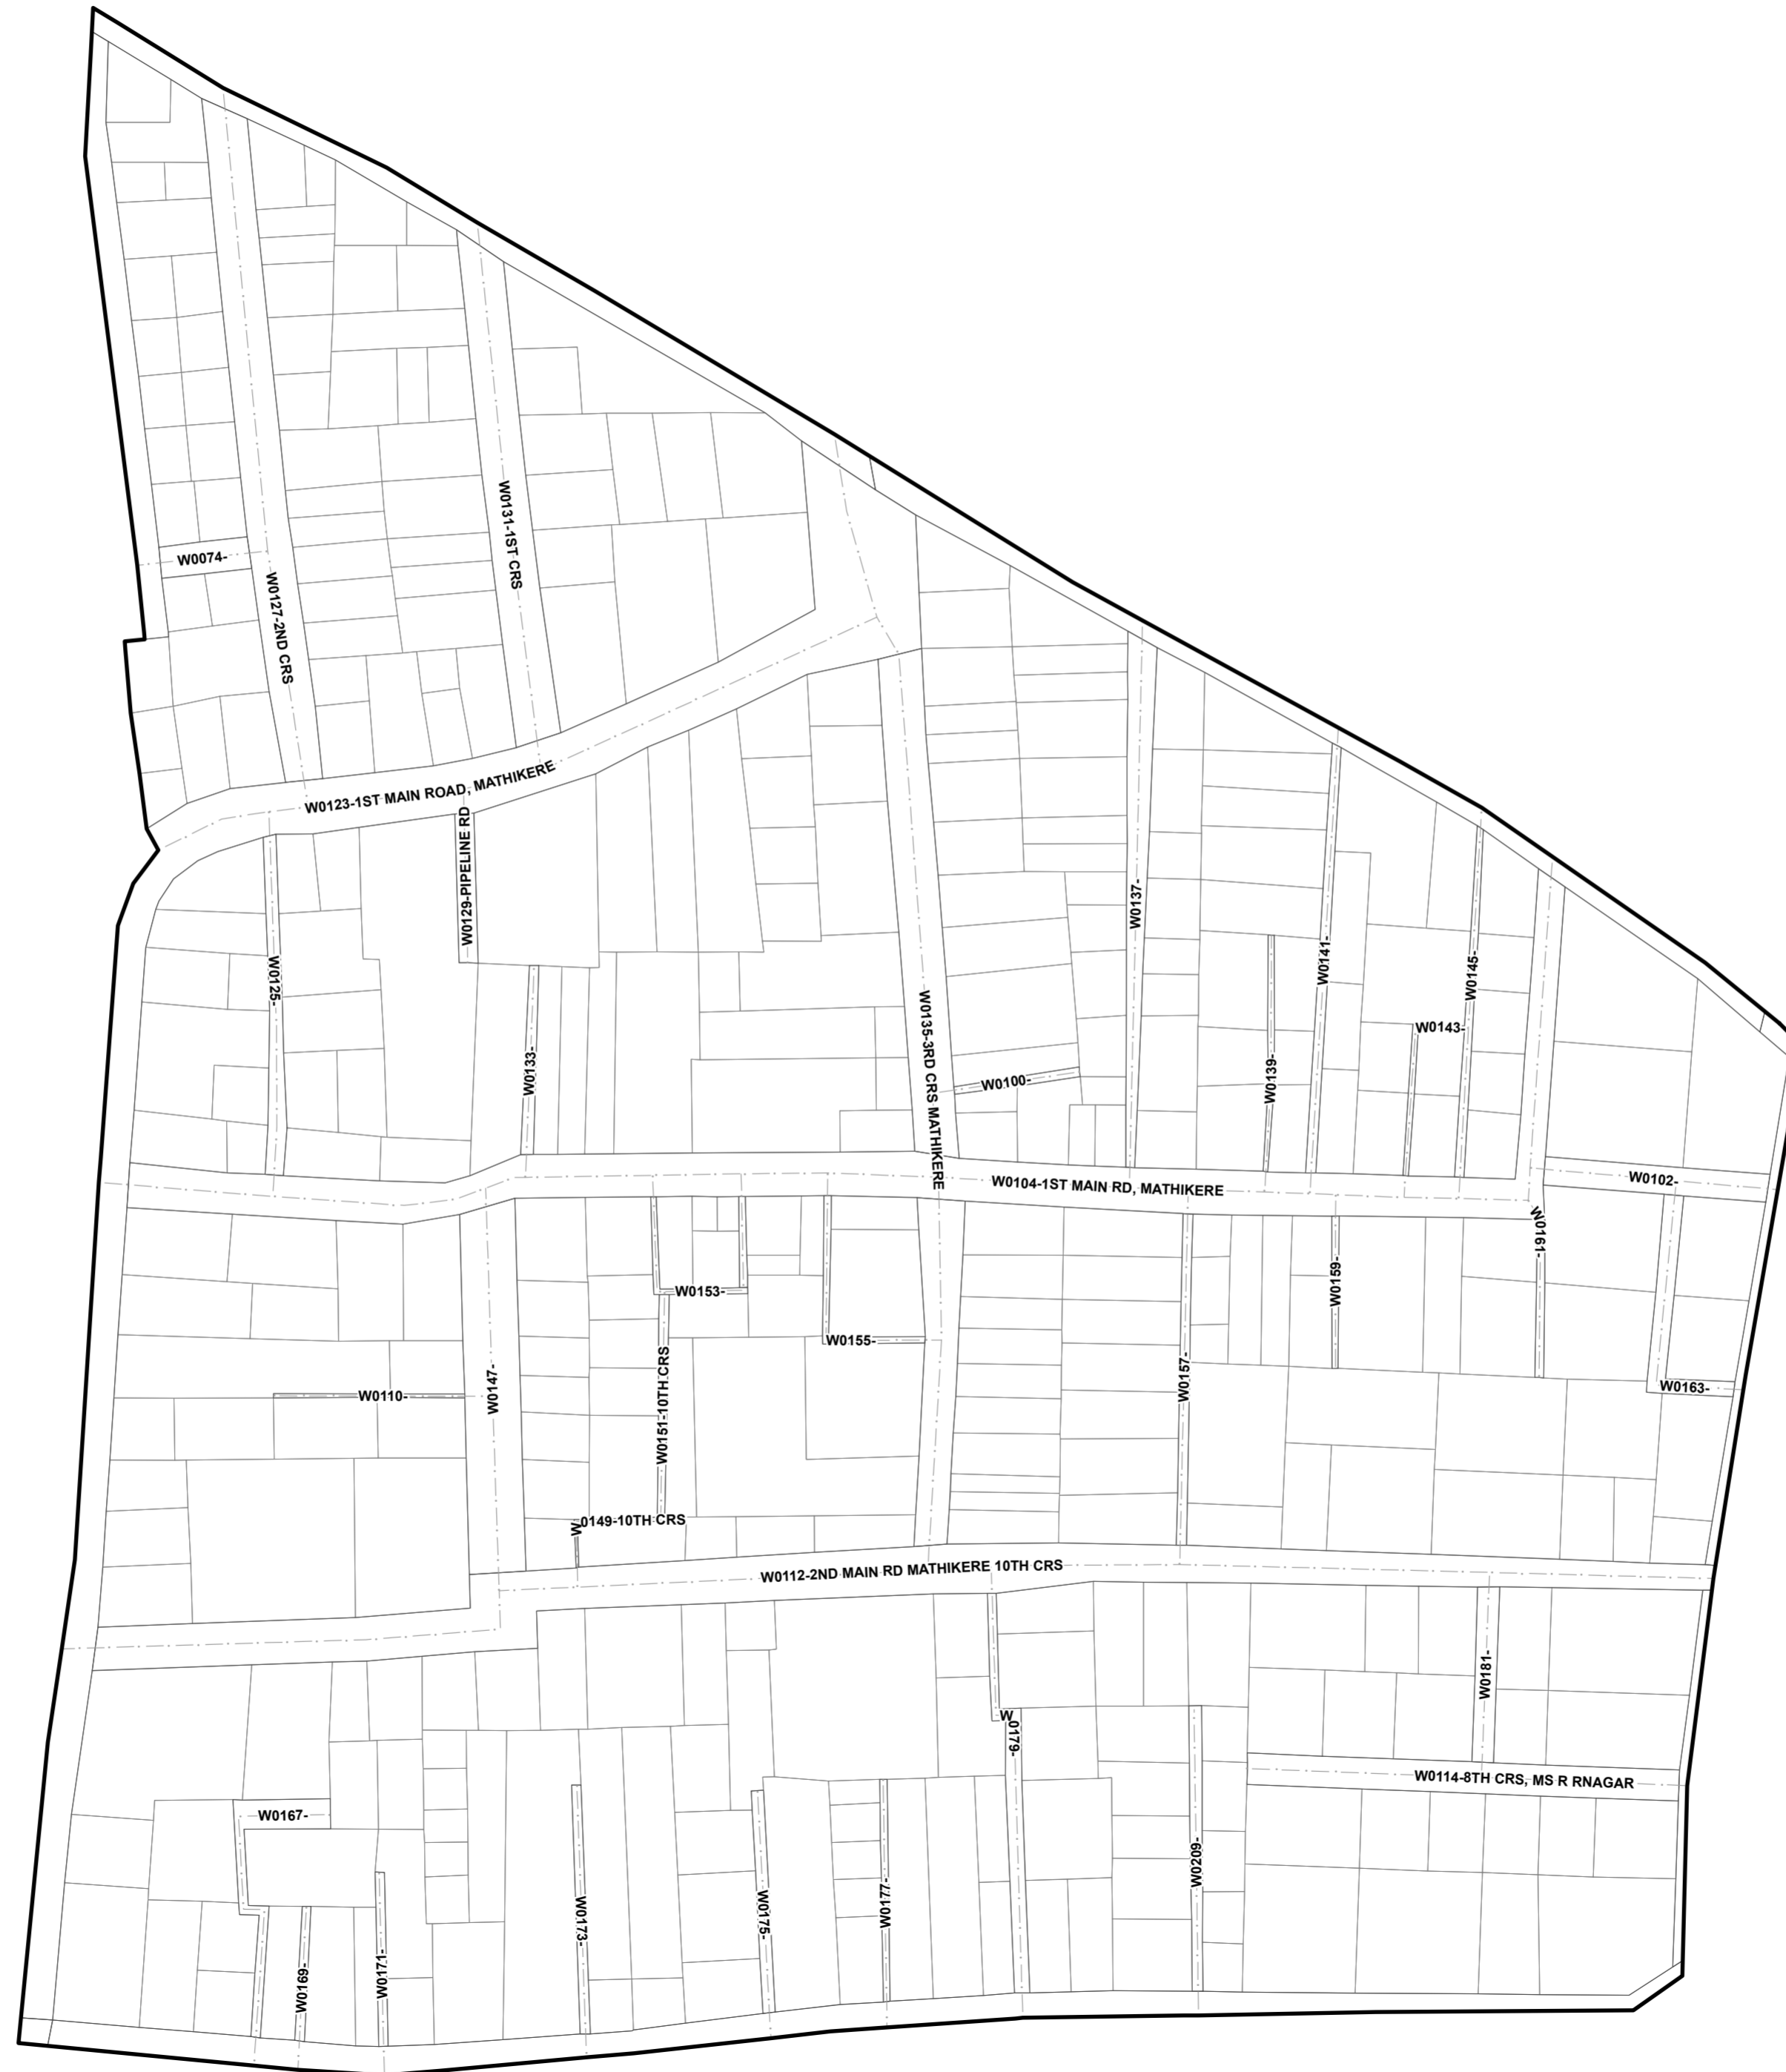 W0131-1ST CRS
W0074-
W0127-2ND CRS
W0123-1ST MAIN ROAD, MATHIKERE
W0129-PIPELINE RD
W0137-
W0125-
W0141-
W0145-
W0133-
W0135-3RD CRS MATHIKERE
W0143-
W0100-
W0139-
W0104-1ST MAIN RD, MATHIKERE
W0102-
W0161-
W0153-
W0159-
W0155-
W0147-
W0110-
W0151-10TH CRS
W0157-
W0163-
W0149-10TH CRS
W0112-2ND MAIN RD MATHIKERE 10TH CRS
W0181-
W0179-
W0114-8TH CRS, MS R RNAGAR
W0167-
W0209-
W0173-
W0175-
W0177-
W0169-
W0171-